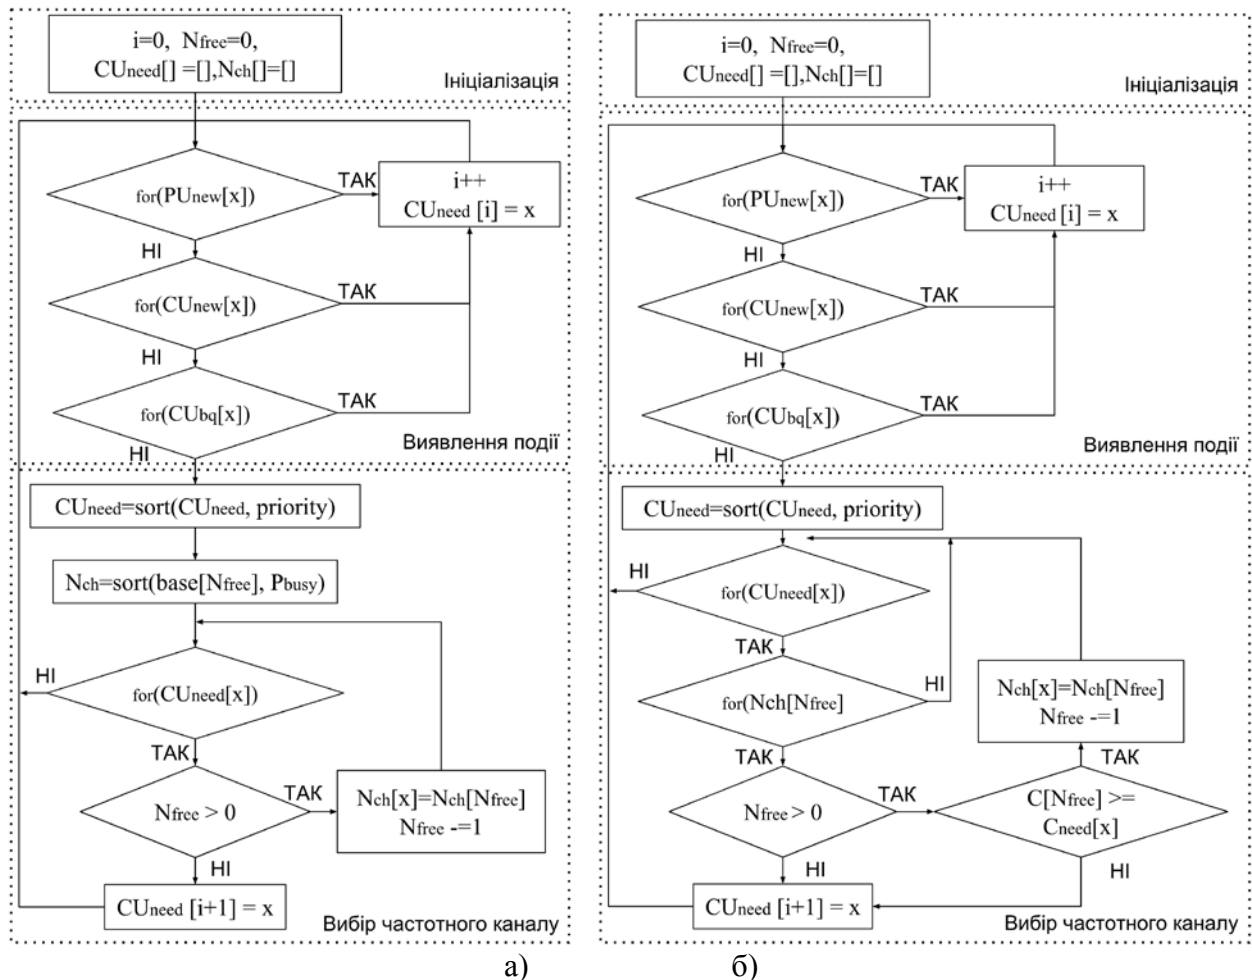 i=0, Nfree=0,
CUneed[] =[],Nch[]=[]
Ініціалізація
for(PUnew[x])
ТАК
i++
CUneed [i] = x
НІ
for(CUnew[x])
ТАК
НІ
for(CUbq[x])
ТАК
НІ
Виявлення події
CUneed=sort(CUneed, priority)
Nch=sort(base[Nfree], Pbusy)
НІ
for(CUneed[x])
ТАК
Nfree > 0
ТАК
Nch[x]=Nch[Nfree]
Nfree -=1
НІ
CUneed [i+1] = x
Вибір частотного каналу
а)
i=0, Nfree=0,
CUneed[] =[],Nch[]=[]
Ініціалізація
for(PUnew[x])
ТАК
i++
CUneed [i] = x
НІ
for(CUnew[x])
ТАК
НІ
for(CUbq[x])
ТАК
НІ
Виявлення події
CUneed=sort(CUneed, priority)
НІ
for(CUneed[x])
ТАК
for(Nch[Nfree]
НІ
Nch[x]=Nch[Nfree]
Nfree -=1
ТАК
ТАК
Nfree > 0
ТАК
C[Nfree] >=
Cneed[x]
НІ
НІ
CUneed [i+1] = x
Вибір частотного каналу
б)